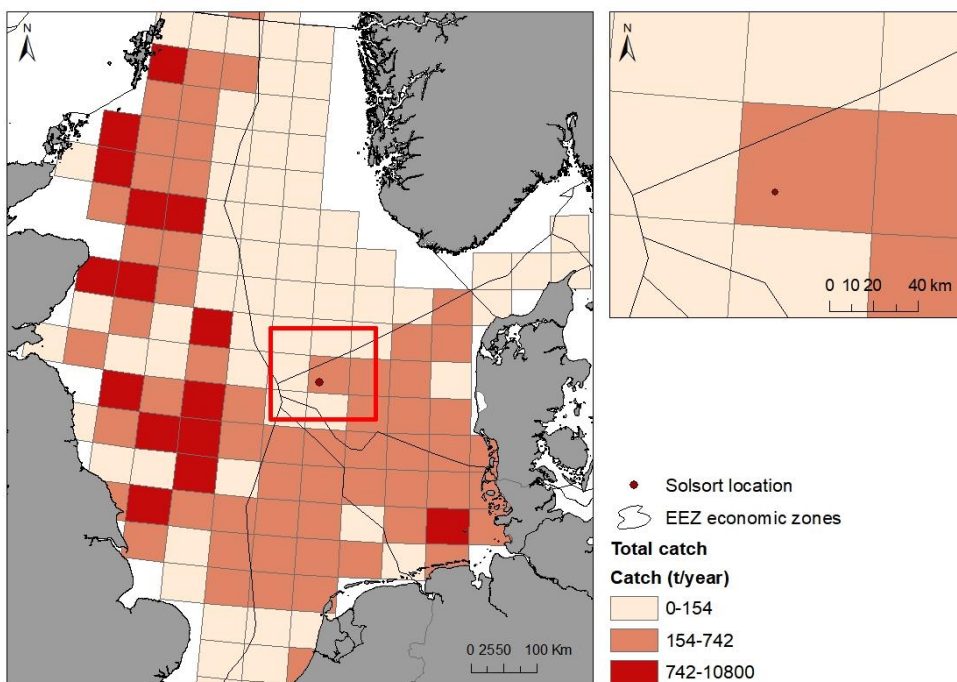 N
0 2550 100 Km
N
0 10 20 40 km
Solsort location
EEZ economic zones
Total catch
Catch (t/year)
0-154
154-742
742-10800